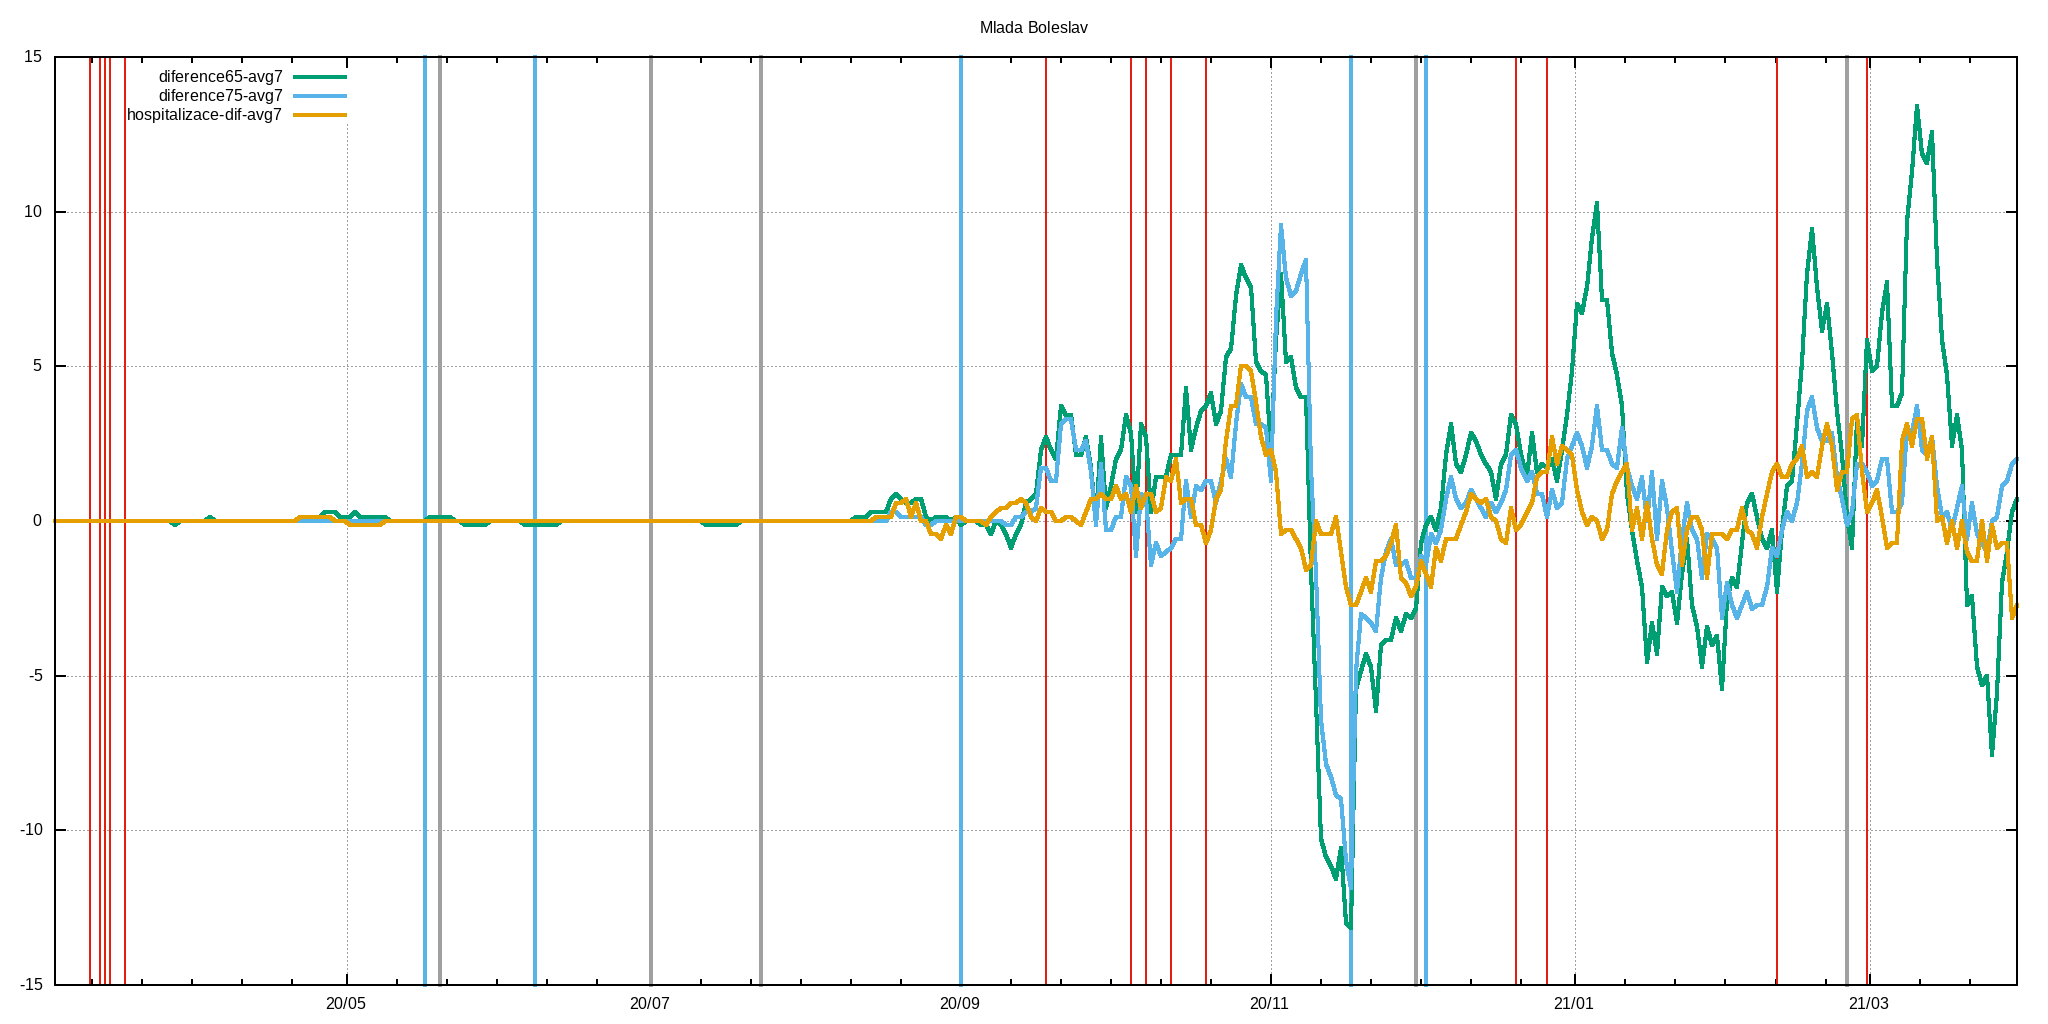 Mlada Boleslav
15
diference65-avg7
diference75-avg7
hospitalizace-dif-avg7
10
5
0
-5
-10
-15
20/05 20/07 20/09 20/11 21/01 21/03